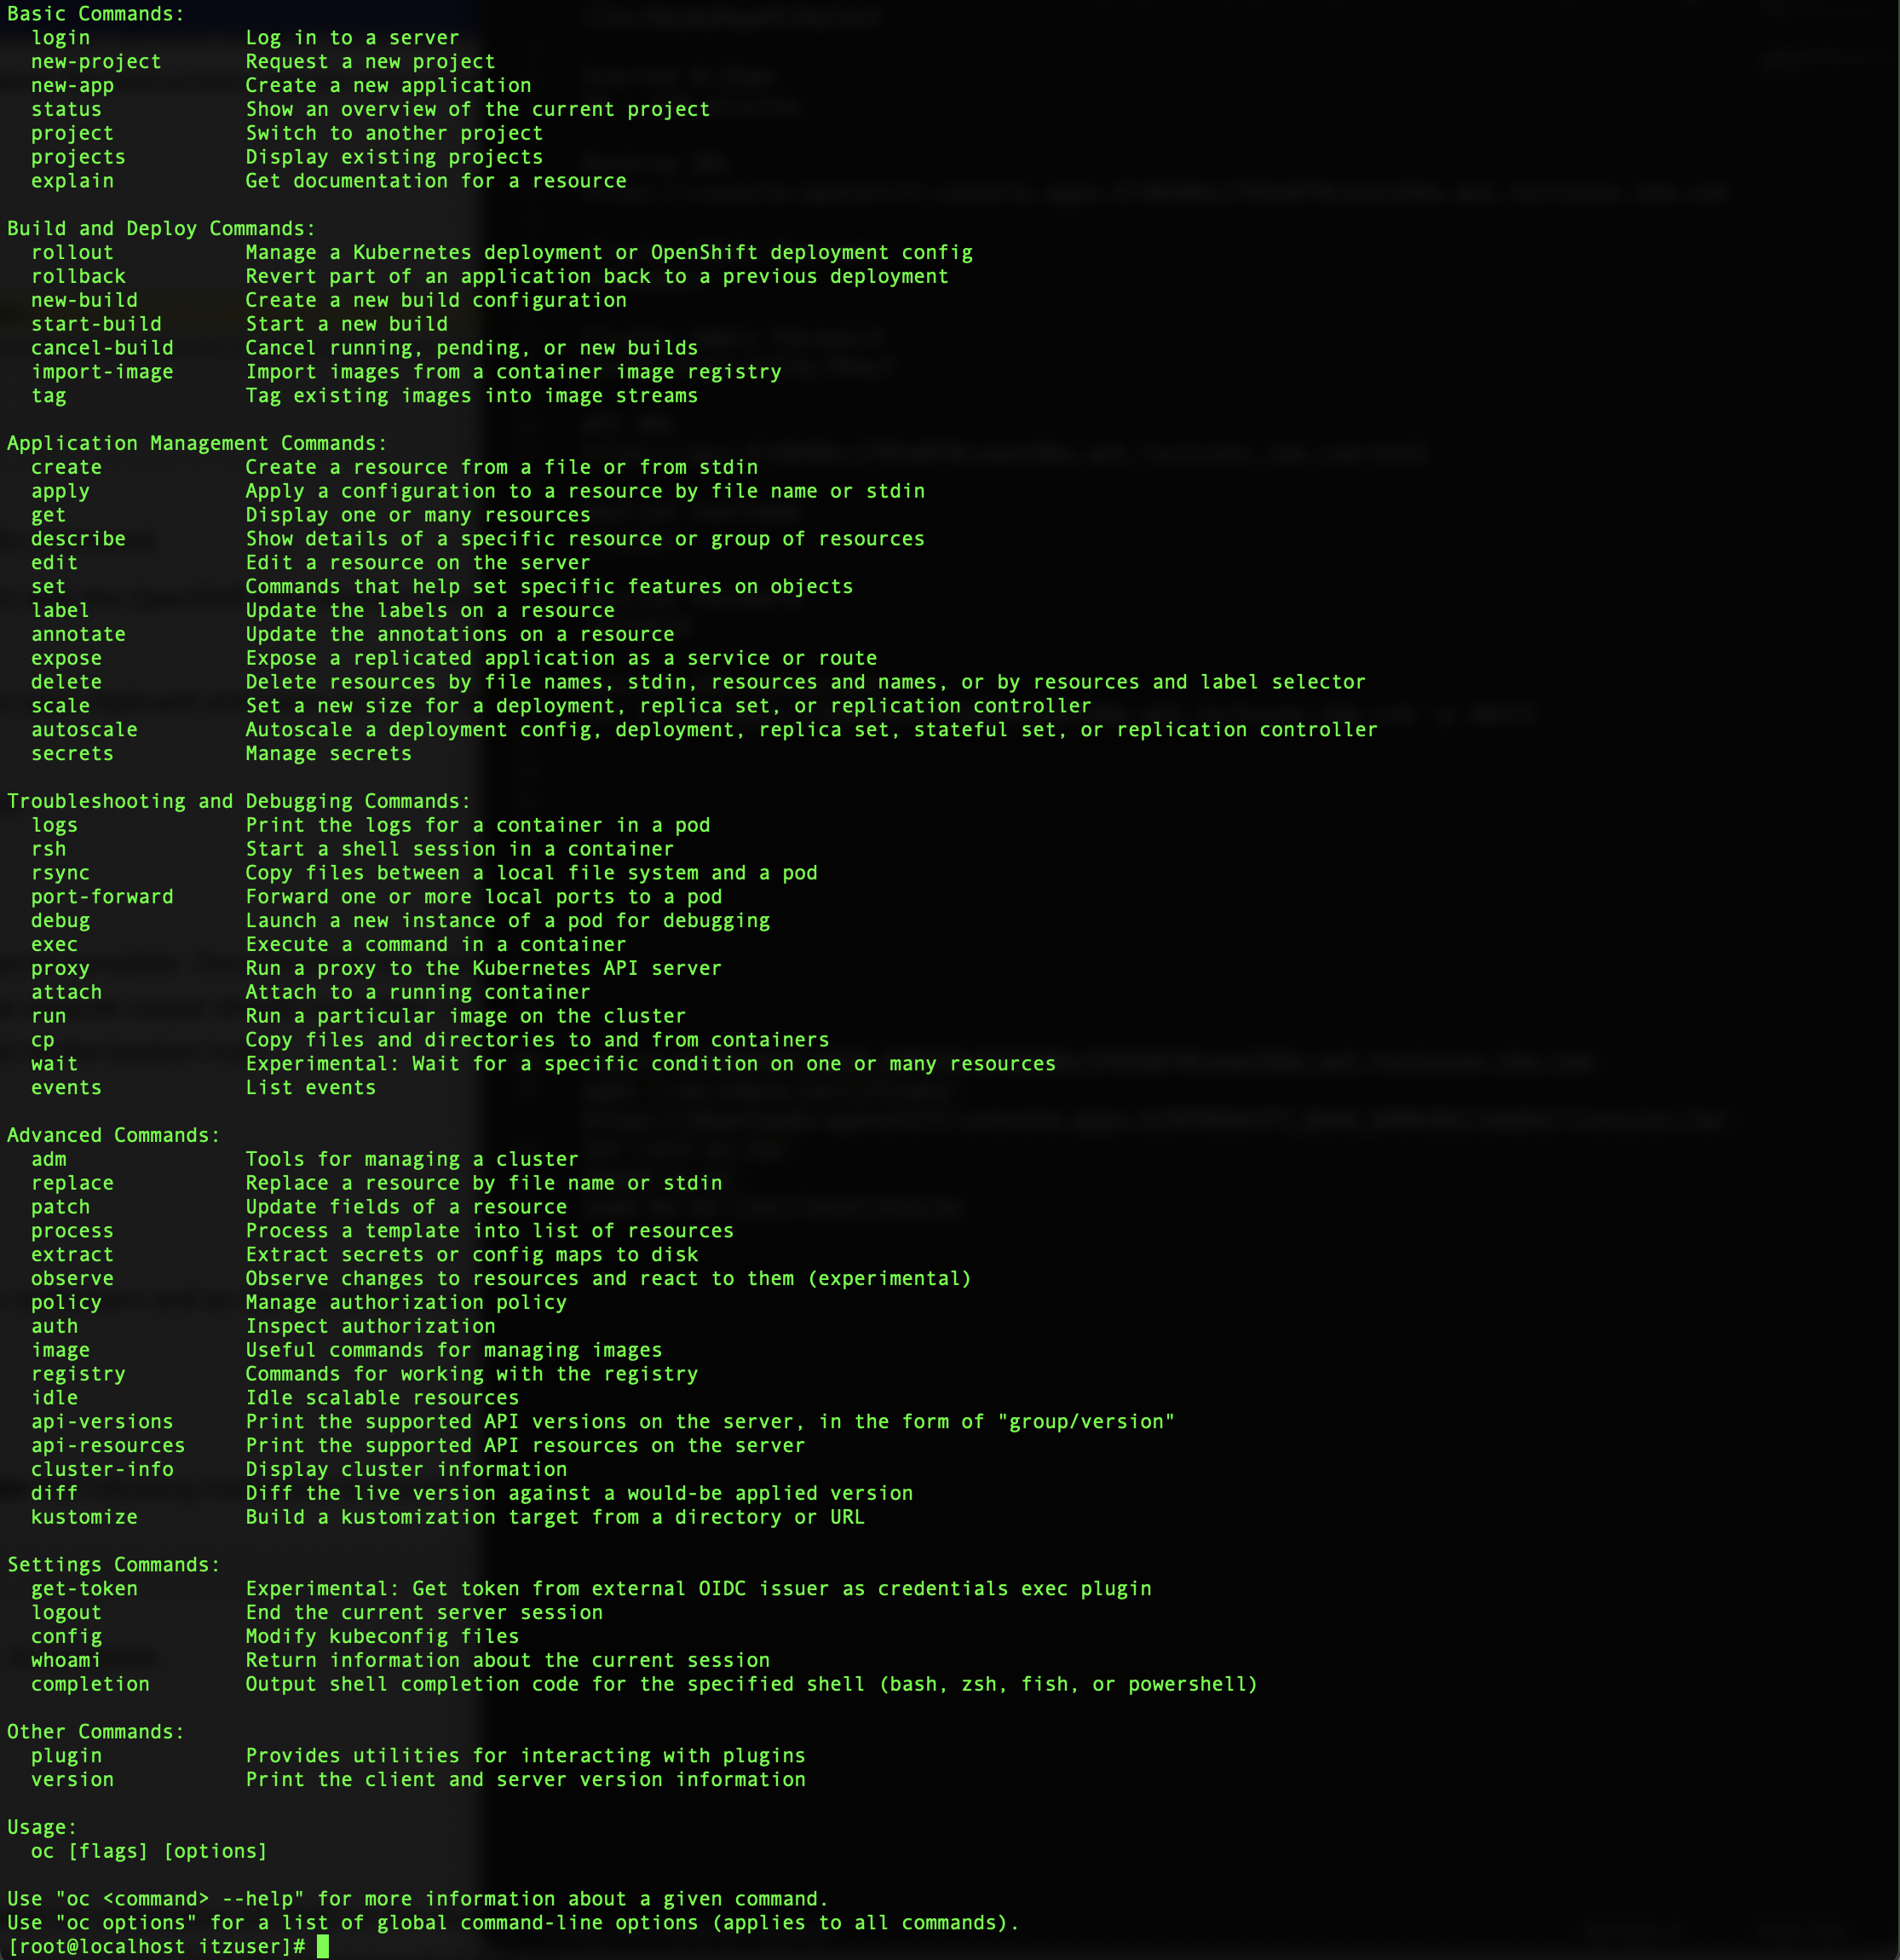 Basic Commands:
  login             Log in to a server
  new-project       Request a new project
  new-app           Create a new application
  status            Show an overview of the current project
  project           Switch to another project
  projects          Display existing projects
  explain           Get documentation for a resource

Build and Deploy Commands:
  rollout           Manage a Kubernetes deployment or OpenShift deployment config
  rollback          Revert part of an application back to a previous deployment
  new-build         Create a new build configuration
  start-build       Start a new build
  cancel-build      Cancel running, pending, or new builds
  import-image      Import images from a container image registry
  tag               Tag existing images into image streams

Application Management Commands:
  create            Create a resource from a file or from stdin
  apply             Apply a configuration to a resource by file name or stdin
  get               Display one or many resources
  describe          Show details of a specific resource or group of resources
  edit              Edit a resource on the server
  set               Commands that help set specific features on objects
  label             Update the labels on a resource
  annotate          Update the annotations on a resource
  expose            Expose a replicated application as a service or route
  delete            Delete resources by file names, stdin, resources and names, or by resources and label selector
  scale             Set a new size for a deployment, replica set, or replication controller
  autoscale         Autoscale a deployment config, deployment, replica set, stateful set, or replication controller
  secrets           Manage secrets

Troubleshooting and Debugging Commands:
  logs              Print the logs for a container in a pod
  rsh               Start a shell session in a container
  rsync             Copy files between a local file system and a pod
  port-forward      Forward one or more local ports to a pod
  debug             Launch a new instance of a pod for debugging
  exec              Execute a command in a container
  proxy             Run a proxy to the Kubernetes API server
  attach            Attach to a running container
  run               Run a particular image on the cluster
  cp                Copy files and directories to and from containers
  wait              Experimental: Wait for a specific condition on one or many resources
  events            List events

Advanced Commands:
  adm               Tools for managing a cluster
  replace           Replace a resource by file name or stdin
  patch             Update fields of a resource
  process           Process a template into list of resources
  extract           Extract secrets or config maps to disk
  observe           Observe changes to resources and react to them (experimental)
  policy            Manage authorization policy
  auth              Inspect authorization
  image             Useful commands for managing images
  registry          Commands for working with the registry
  idle              Idle scalable resources
  api-versions      Print the supported API versions on the server, in the form of "group/version"
  api-resources     Print the supported API resources on the server
  cluster-info      Display cluster information
  diff              Diff the live version against a would-be applied version
  kustomize         Build a kustomization target from a directory or URL

Settings Commands:
  get-token         Experimental: Get token from external OIDC issuer as credentials exec plugin
  logout            End the current server session
  config            Modify kubeconfig files
  whoami            Return information about the current session
  completion        Output shell completion code for the specified shell (bash, zsh, fish, or powershell)

Other Commands:
  plugin            Provides utilities for interacting with plugins
  version           Print the client and server version information

Usage:
  oc [flags] [options]

Use "oc <command> --help" for more information about a given command.
Use "oc options" for a list of global command-line options (applies to all commands).
[root@localhost itzuser]#